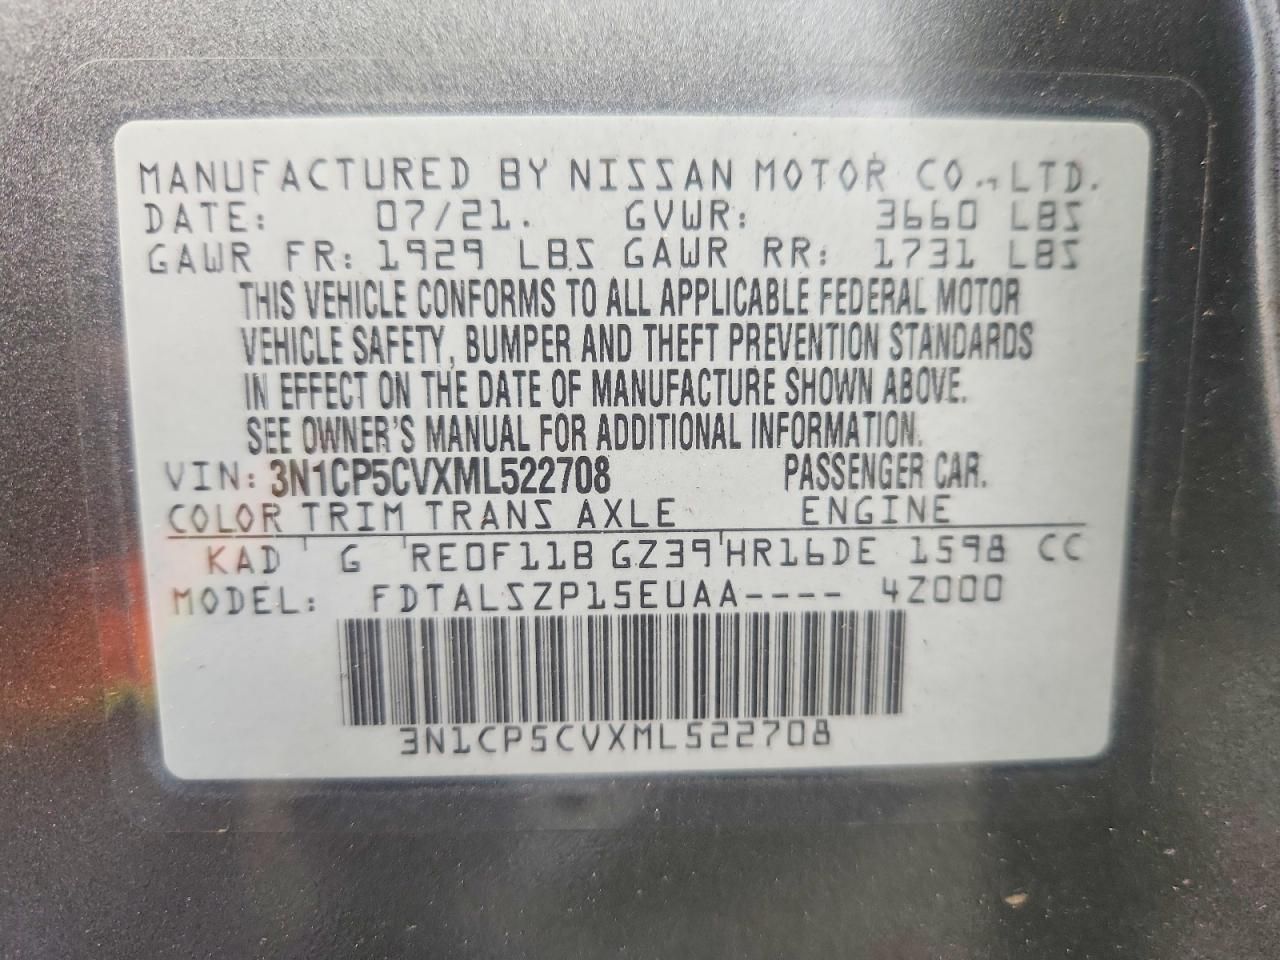 MANUFACTURED BY NISSAN MOTOR CO., LTD.
DATE: 07/21. GVWR: 3660 LBS
GAWR FR: 1929 LBS GAWR RR: 1731 LBS
THIS VEHICLE CONFORMS TO ALL APPLICABLE FEDERAL MOTOR
VEHICLE SAFETY, BUMPER AND THEFT PREVENTION STANDARDS
IN EFFECT ON THE DATE OF MANUFACTURE SHOWN ABOVE.
SEE OWNER'S MANUAL FOR ADDITIONAL INFORMATION.
VIN: 3N1CP5CVXML522708 PASSENGER CAR.
COLOR TRIM TRANS AXLE ENGINE
KAD G RE0F11B GZ39 HR16DE 1598 CC
MODEL: FDTALSZP15EUAA---- 4Z000
3N1CP5CVXML522708